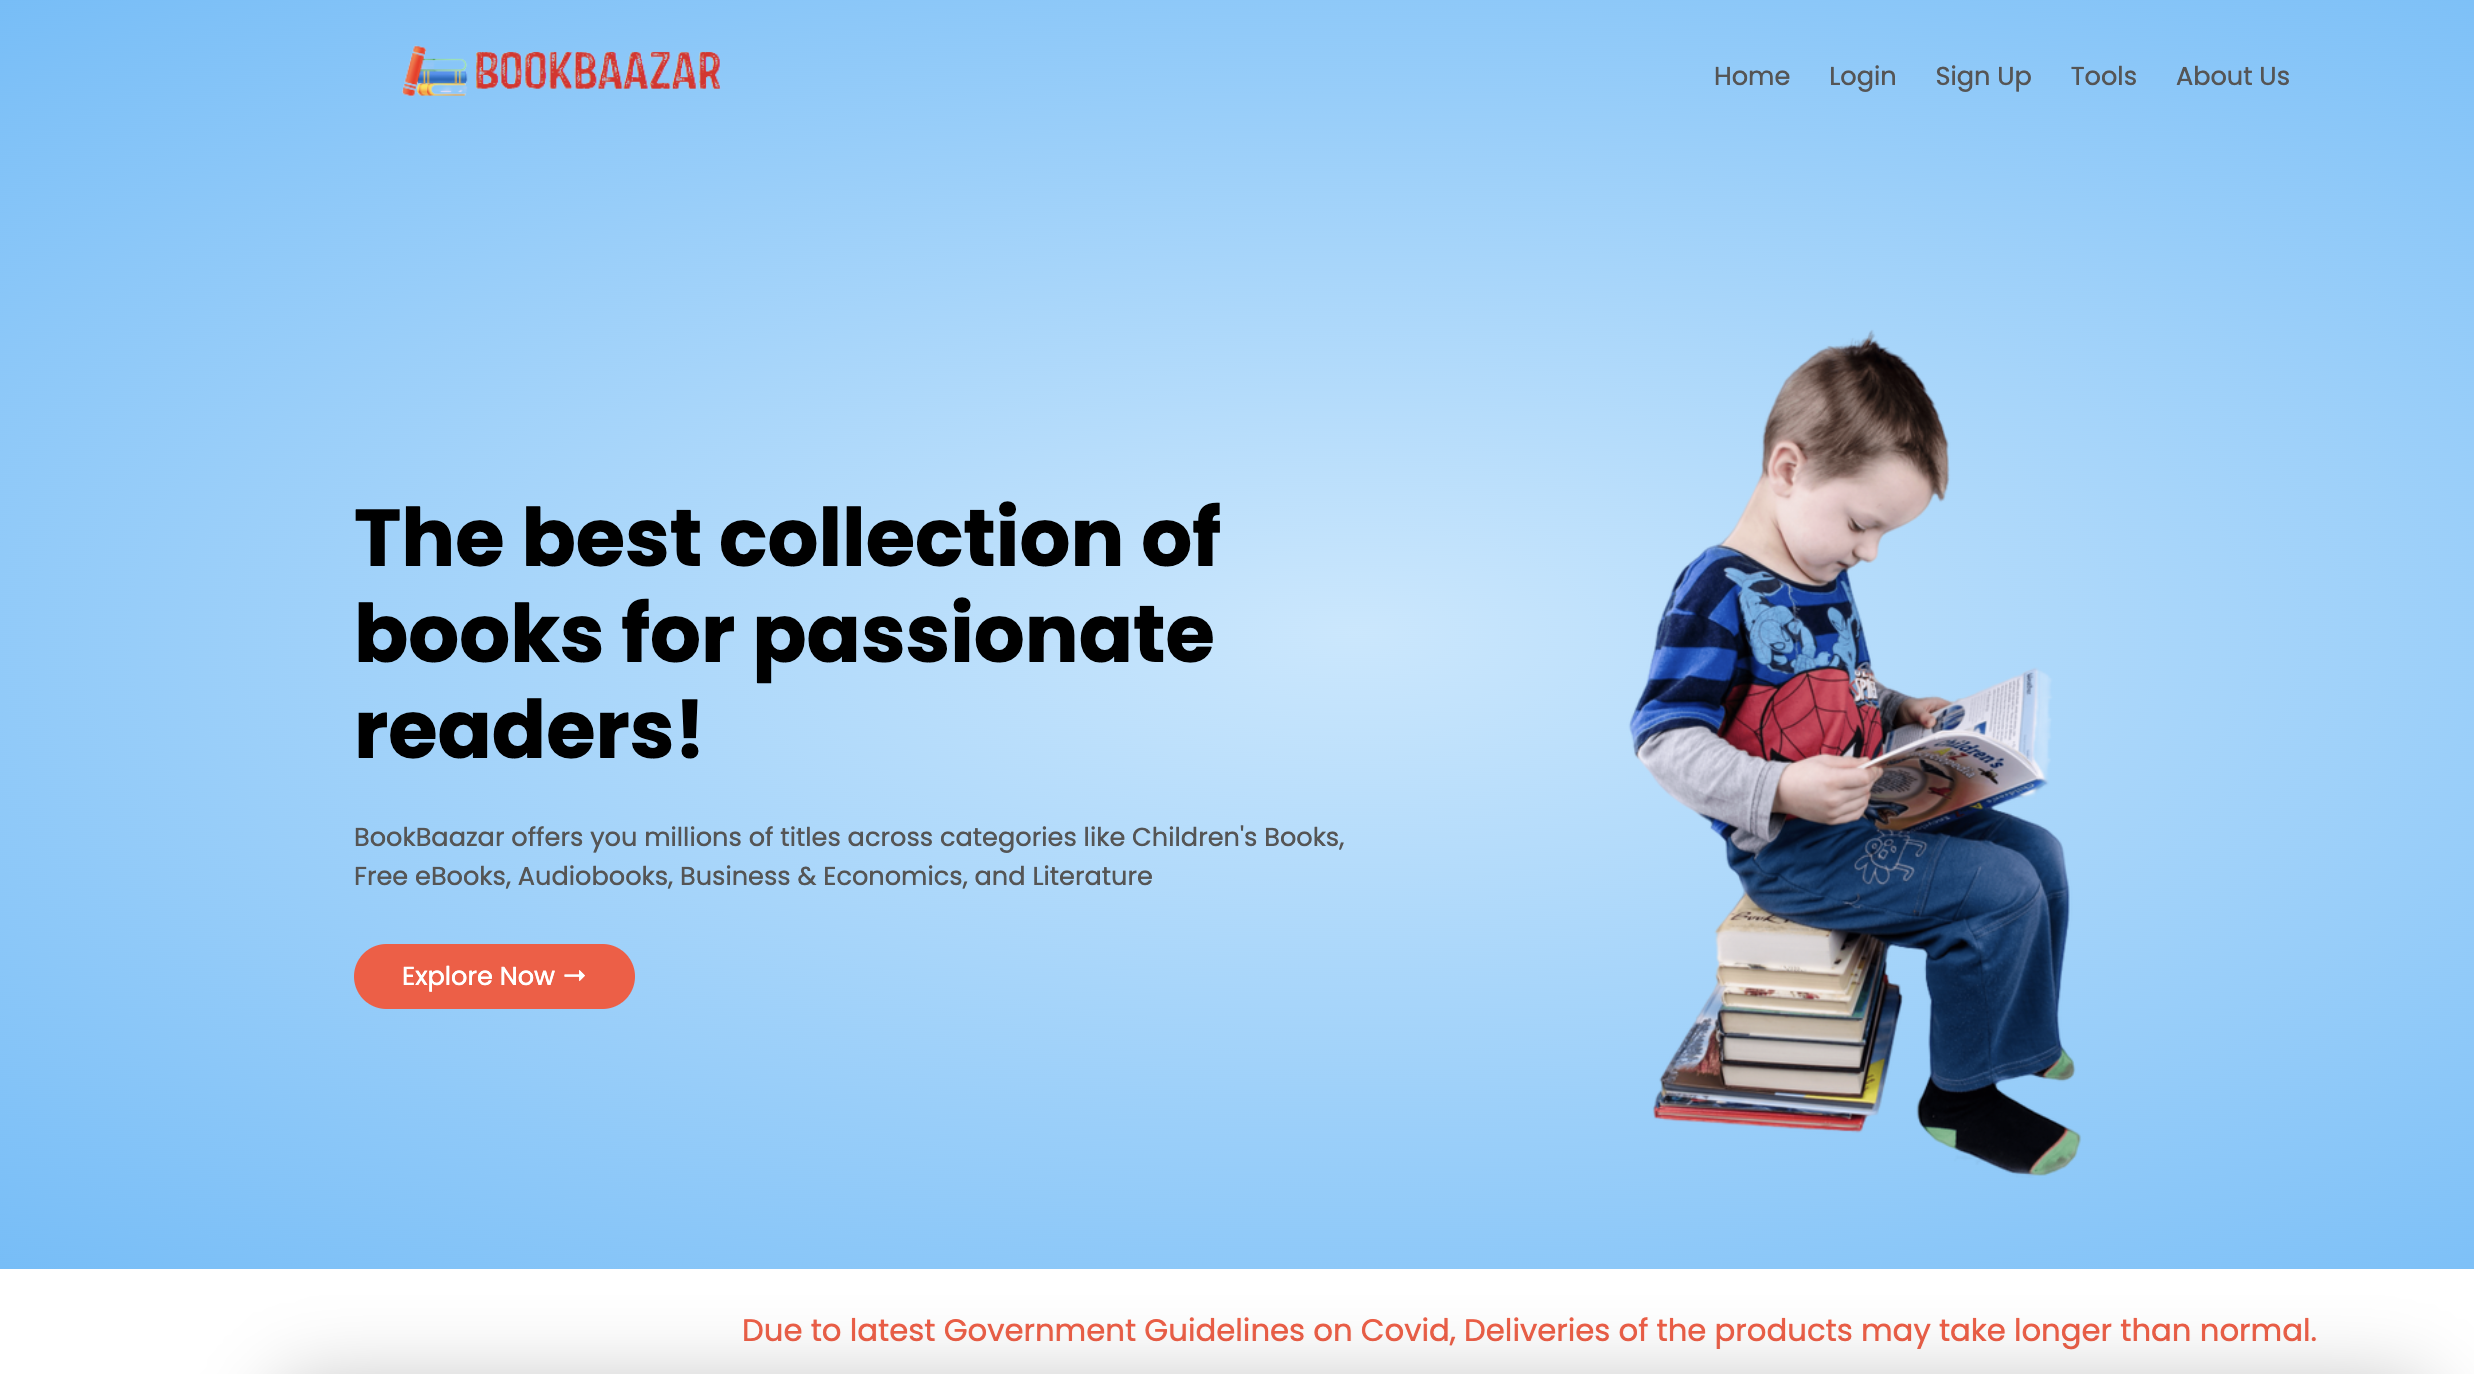 BOOKBAAZAR
Home Login Sign Up Tools About Us
The best collection of
books for passionate
readers!
BookBaazar offers you millions of titles across categories like Children's Books,
Free eBooks, Audiobooks, Business & Economics, and Literature
Explore Now →
Children's
Due to latest Government Guidelines on Covid, Deliveries of the products may take longer than normal.